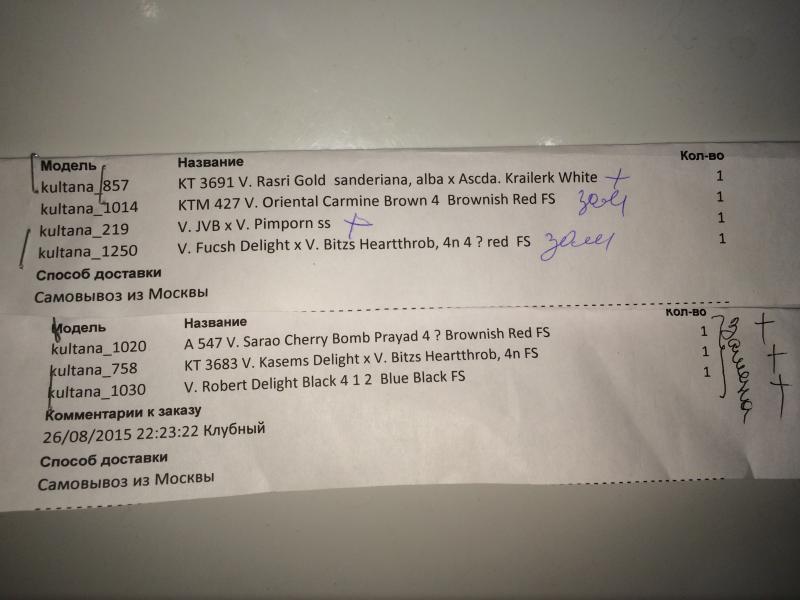 Модель Название Кол-во
kultana_857 KT 3691 V. Rasri Gold sanderiana, alba x Ascda. Krailerk White + 1
kultana_1014 KTM 427 V. Oriental Carmine Brown 4 Brownish Red FS зам 1
kultana_219 V. JVB x V. Pimporn ss + 1
kultana_1250 V. Fucsh Delight x V. Bitzs Heartthrob, 4n 4 ? red FS зам 1
Способ доставки
Самовывоз из Москвы
Модель Название Кол-во
kultana_1020 A 547 V. Sarao Cherry Bomb Prayad 4 ? Brownish Red FS 1 +
kultana_758 KT 3683 V. Kasems Delight x V. Bitzs Heartthrob, 4n FS 1 +
kultana_1030 V. Robert Delight Black 4 1 2 Blue Black FS 1 +
Замена
Комментарии к заказу
26/08/2015 22:23:22 Клубный
Способ доставки
Самовывоз из Москвы